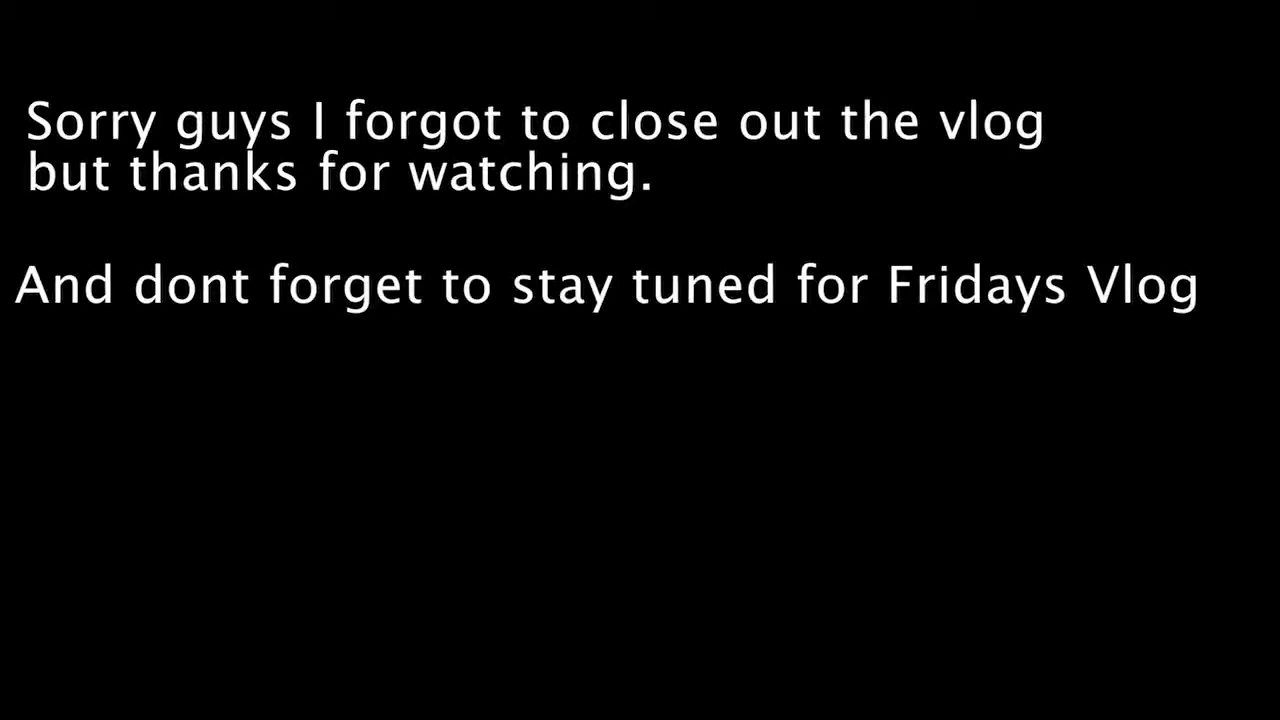 Sorry guys I forgot to close out the vlog
but thanks for watching.
And dont forget to stay tuned for Fridays Vlog